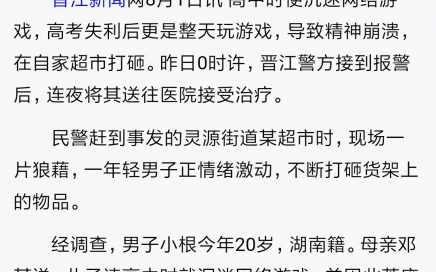 晋江新闻网8月1日讯 高中时便沉迷网络游
戏，高考失利后更是整天玩游戏，导致精神崩溃，
在自家超市打砸。昨日0时许，晋江警方接到报警
后，连夜将其送往医院接受治疗。
民警赶到事发的灵源街道某超市时，现场一
片狼藉，一年轻男子正情绪激动，不断打砸货架上
的物品。
经调查，男子小根今年20岁，湖南籍。母亲邓